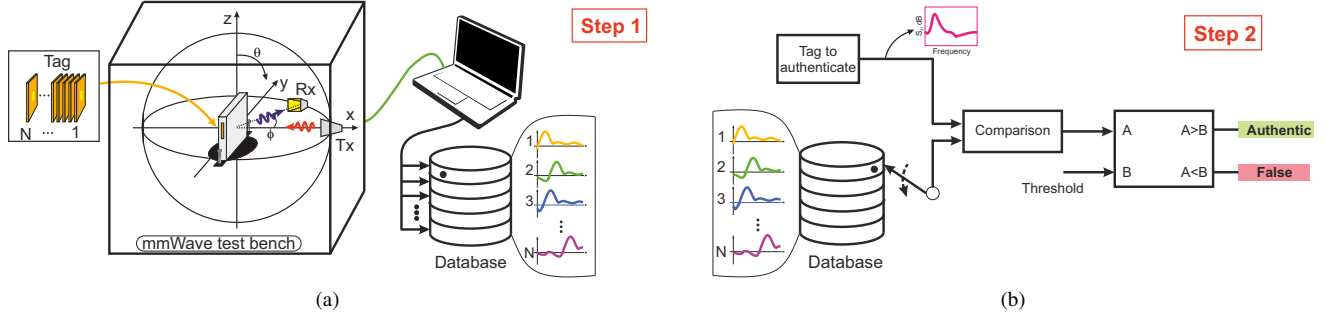 Step 1
Tag
N ... 1
z
θ
y
Rx
x
ϕ
Tx
mmWave test bench
1
2
3
N
Database
(a)
Step 2
Tag to
authenticate
Frequency
1
2
3
N
Database
Comparison
Threshold
A
A>B
B
A<B
Authentic
False
(b)